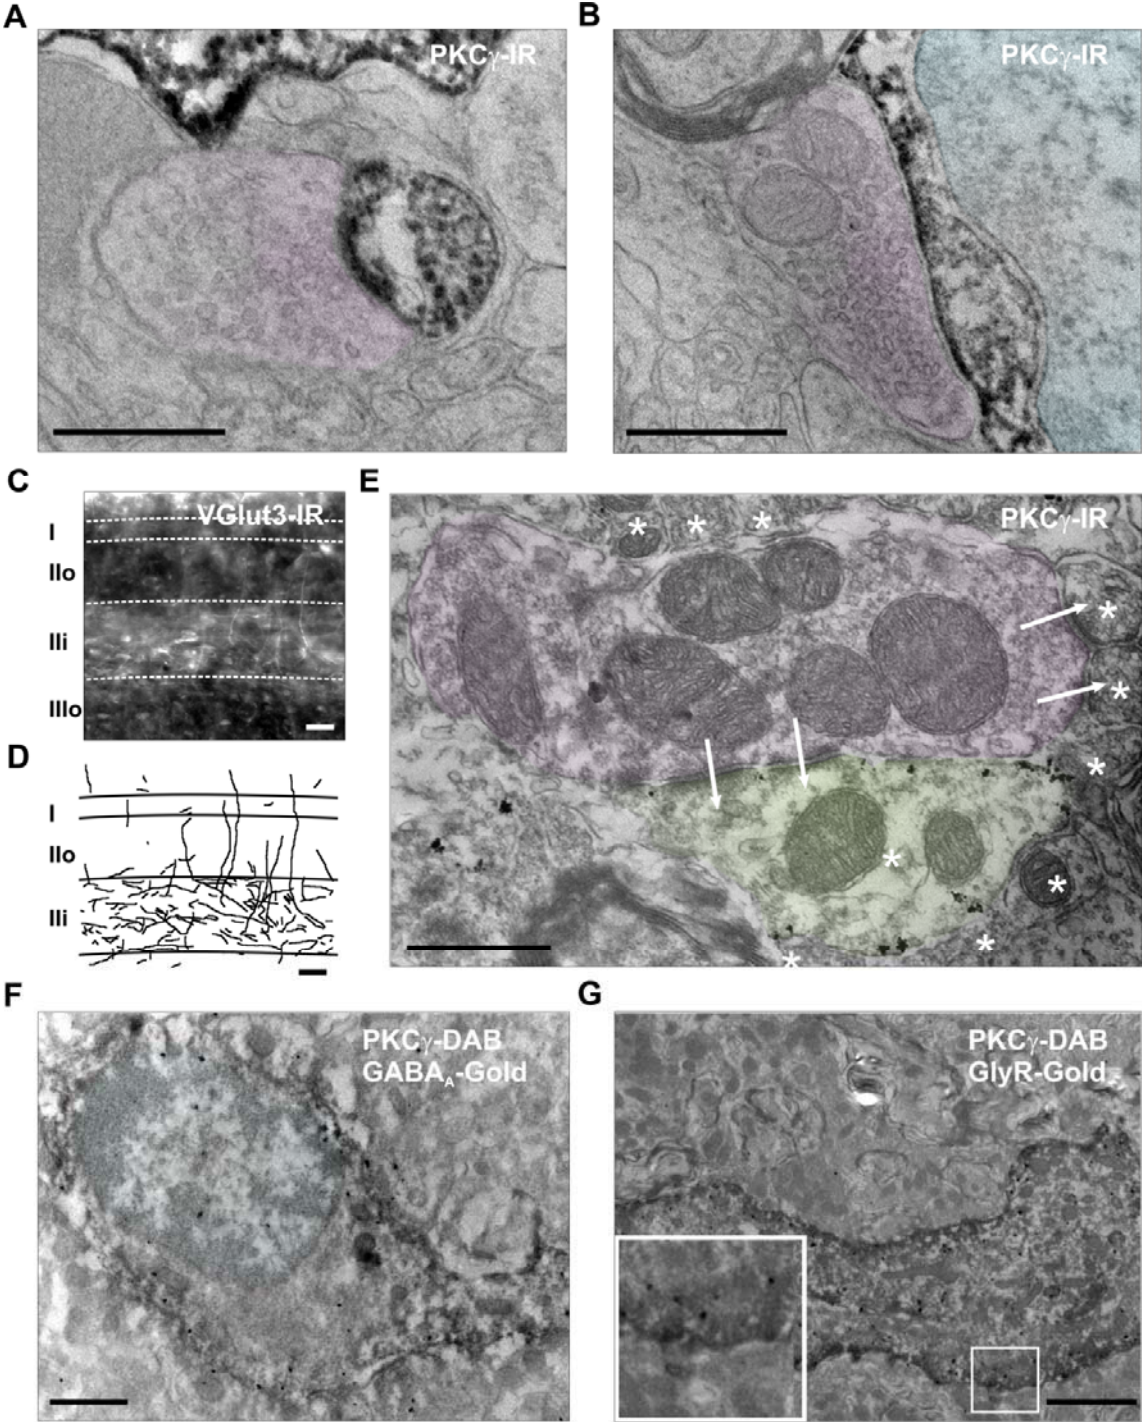 A
PKCγ-IR
B
PKCγ-IR
C
VGlut3-IR
I
IIo
IIi
IIIo
D
I
IIo
IIi
E
PKCγ-IR
*
*
*
*
*
*
*
*
*
*
F
PKCγ-DAB
GABA_A-Gold
G
PKCγ-DAB
GlyR-Gold